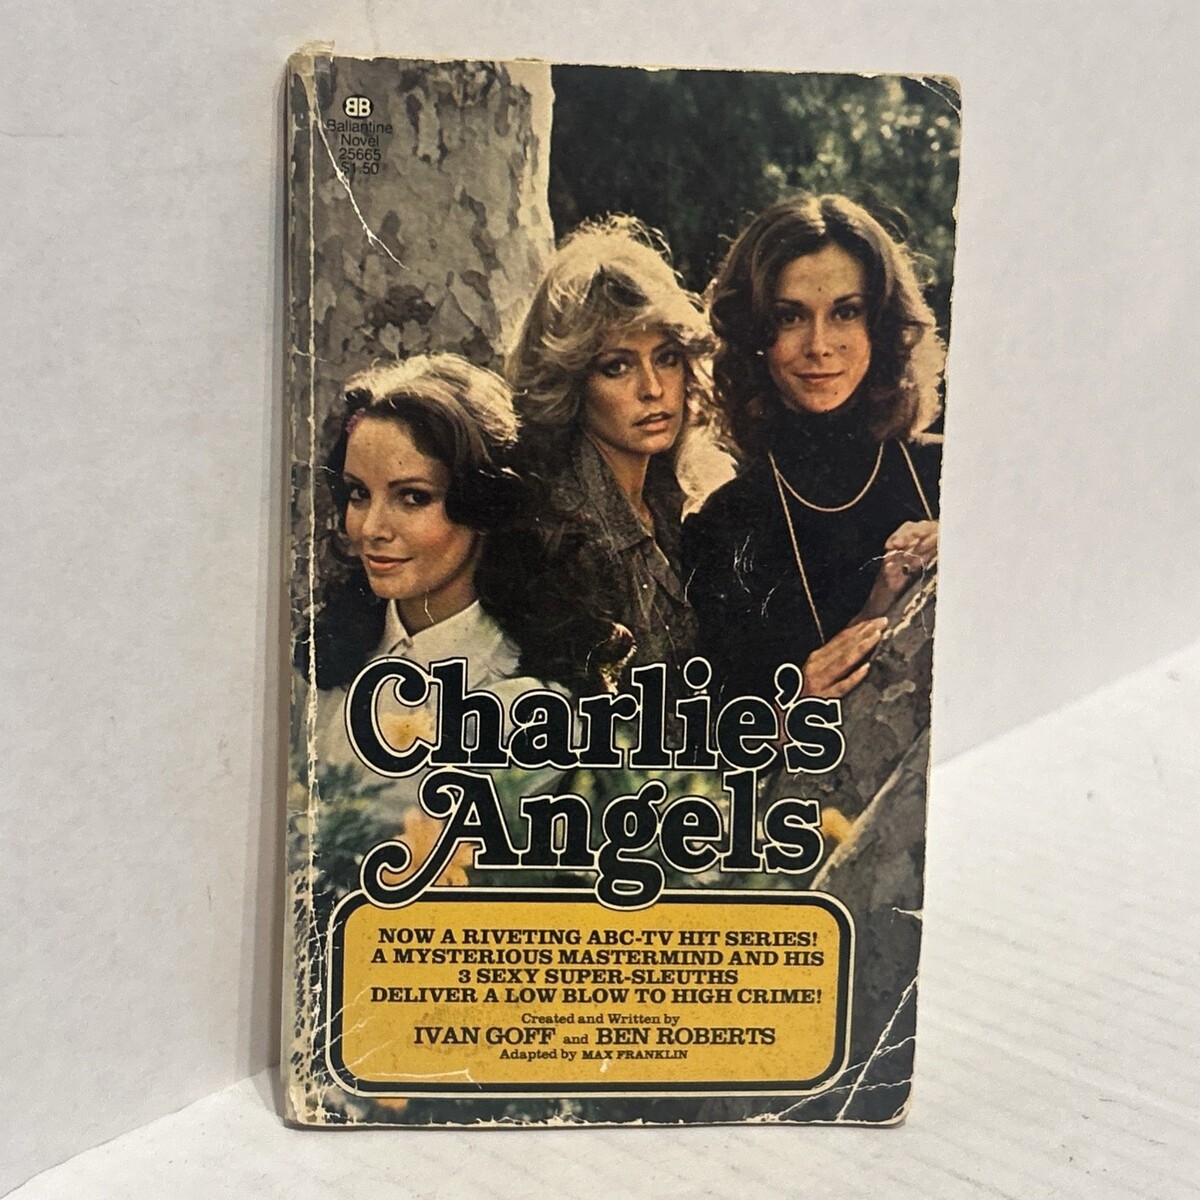 BB
Ballantine
Novel
25665
$1.50
Charlie's
Angels
NOW A RIVETING ABC-TV HIT SERIES!
A MYSTERIOUS MASTERMIND AND HIS
3 SEXY SUPER-SLEUTHS
DELIVER A LOW BLOW TO HIGH CRIME!
Created and Written by
IVAN GOFF and BEN ROBERTS
Adapted by MAX FRANKLIN